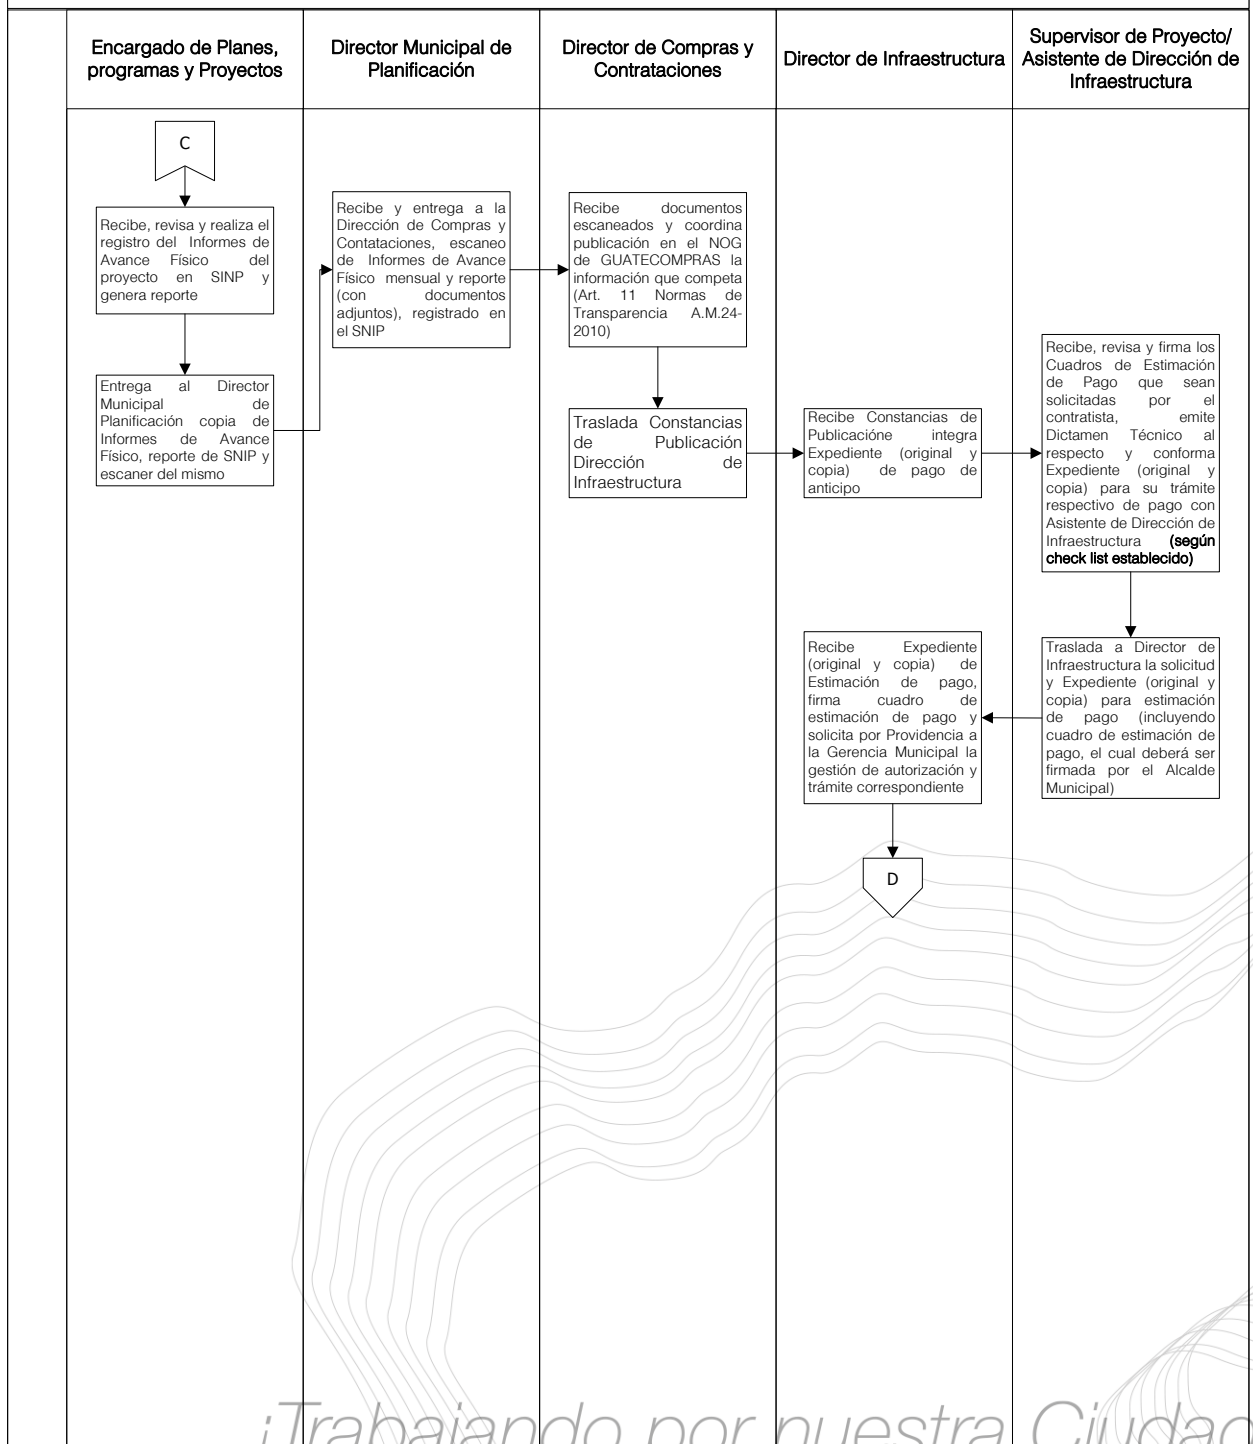 Encargado de Planes,
programas y Proyectos
Director Municipal de
Planificación
Director de Compras y
Contrataciones
Director de Infraestructura
Supervisor de Proyecto/
Asistente de Dirección de
Infraestructura
C
Recibe, revisa y realiza el
registro del Informes de
Avance Físico del
proyecto en SINP y
genera reporte
Entrega al Director
Municipal de
Planificación copia de
Informes de Avance
Físico, reporte de SNIP y
escaner del mismo
Recibe y entrega a la
Dirección de Compras y
Contataciones, escaneo
de Informes de Avance
Físico mensual y reporte
(con documentos
adjuntos), registrado en
el SNIP
Recibe documentos
escaneados y coordina
publicación en el NOG
de GUATECOMPRAS la
información que competa
(Art. 11 Normas de
Transparencia A.M.24-
2010)
Traslada Constancias
de Publicación
Dirección de
Infraestructura
Recibe Constancias de
Publicacióne integra
Expediente (original y
copia) de pago de
anticipo
Recibe, revisa y firma los
Cuadros de Estimación
de Pago que sean
solicitadas por el
contratista, emite
Dictamen Técnico al
respecto y conforma
Expediente (original y
copia) para su trámite
respectivo de pago con
Asistente de Dirección de
Infraestructura (según
check list establecido)
Traslada a Director de
Infraestructura la solicitud
y Expediente (original y
copia) para estimación
de pago (incluyendo
cuadro de estimación de
pago, el cual deberá ser
firmada por el Alcalde
Municipal)
Recibe Expediente
(original y copia) de
Estimación de pago,
firma cuadro de
estimación de pago y
solicita por Providencia a
la Gerencia Municipal la
gestión de autorización y
trámite correspondiente
D
¡Trabajando por nuestra Ciudad